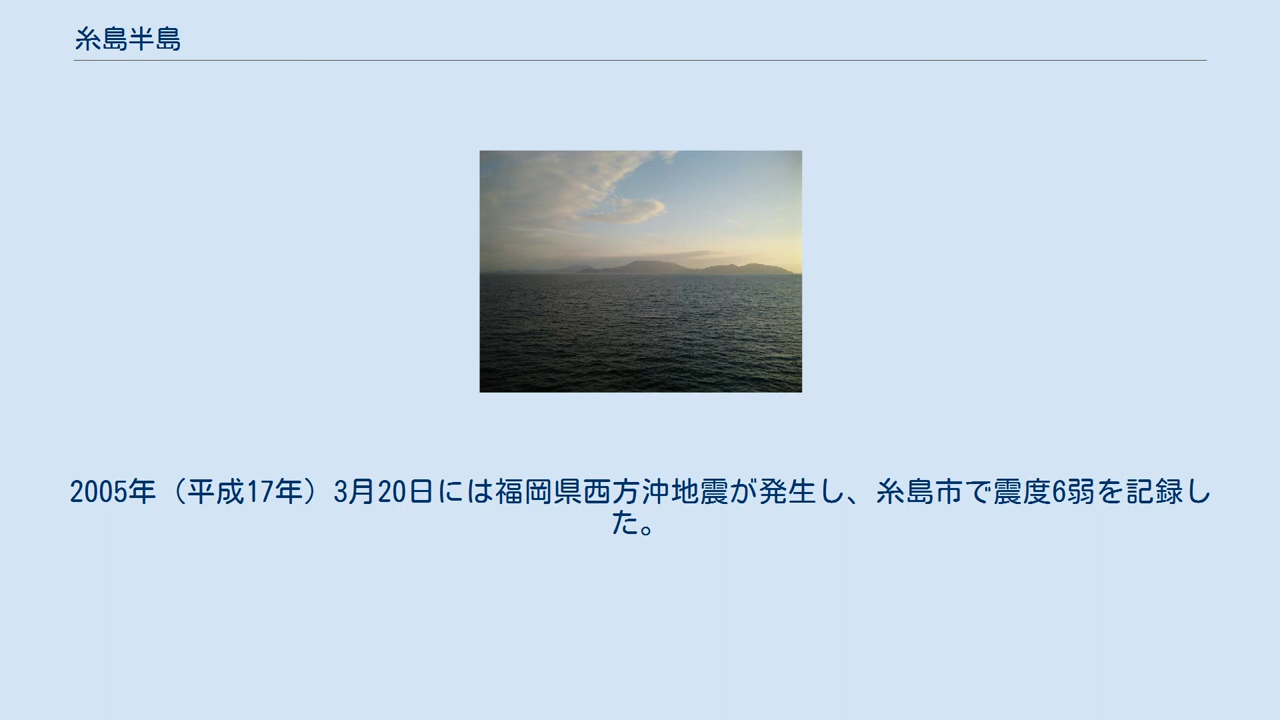 糸島半島
2005年（平成17年）3月20日には福岡県西方沖地震が発生し、糸島市で震度6弱を記録し
た。